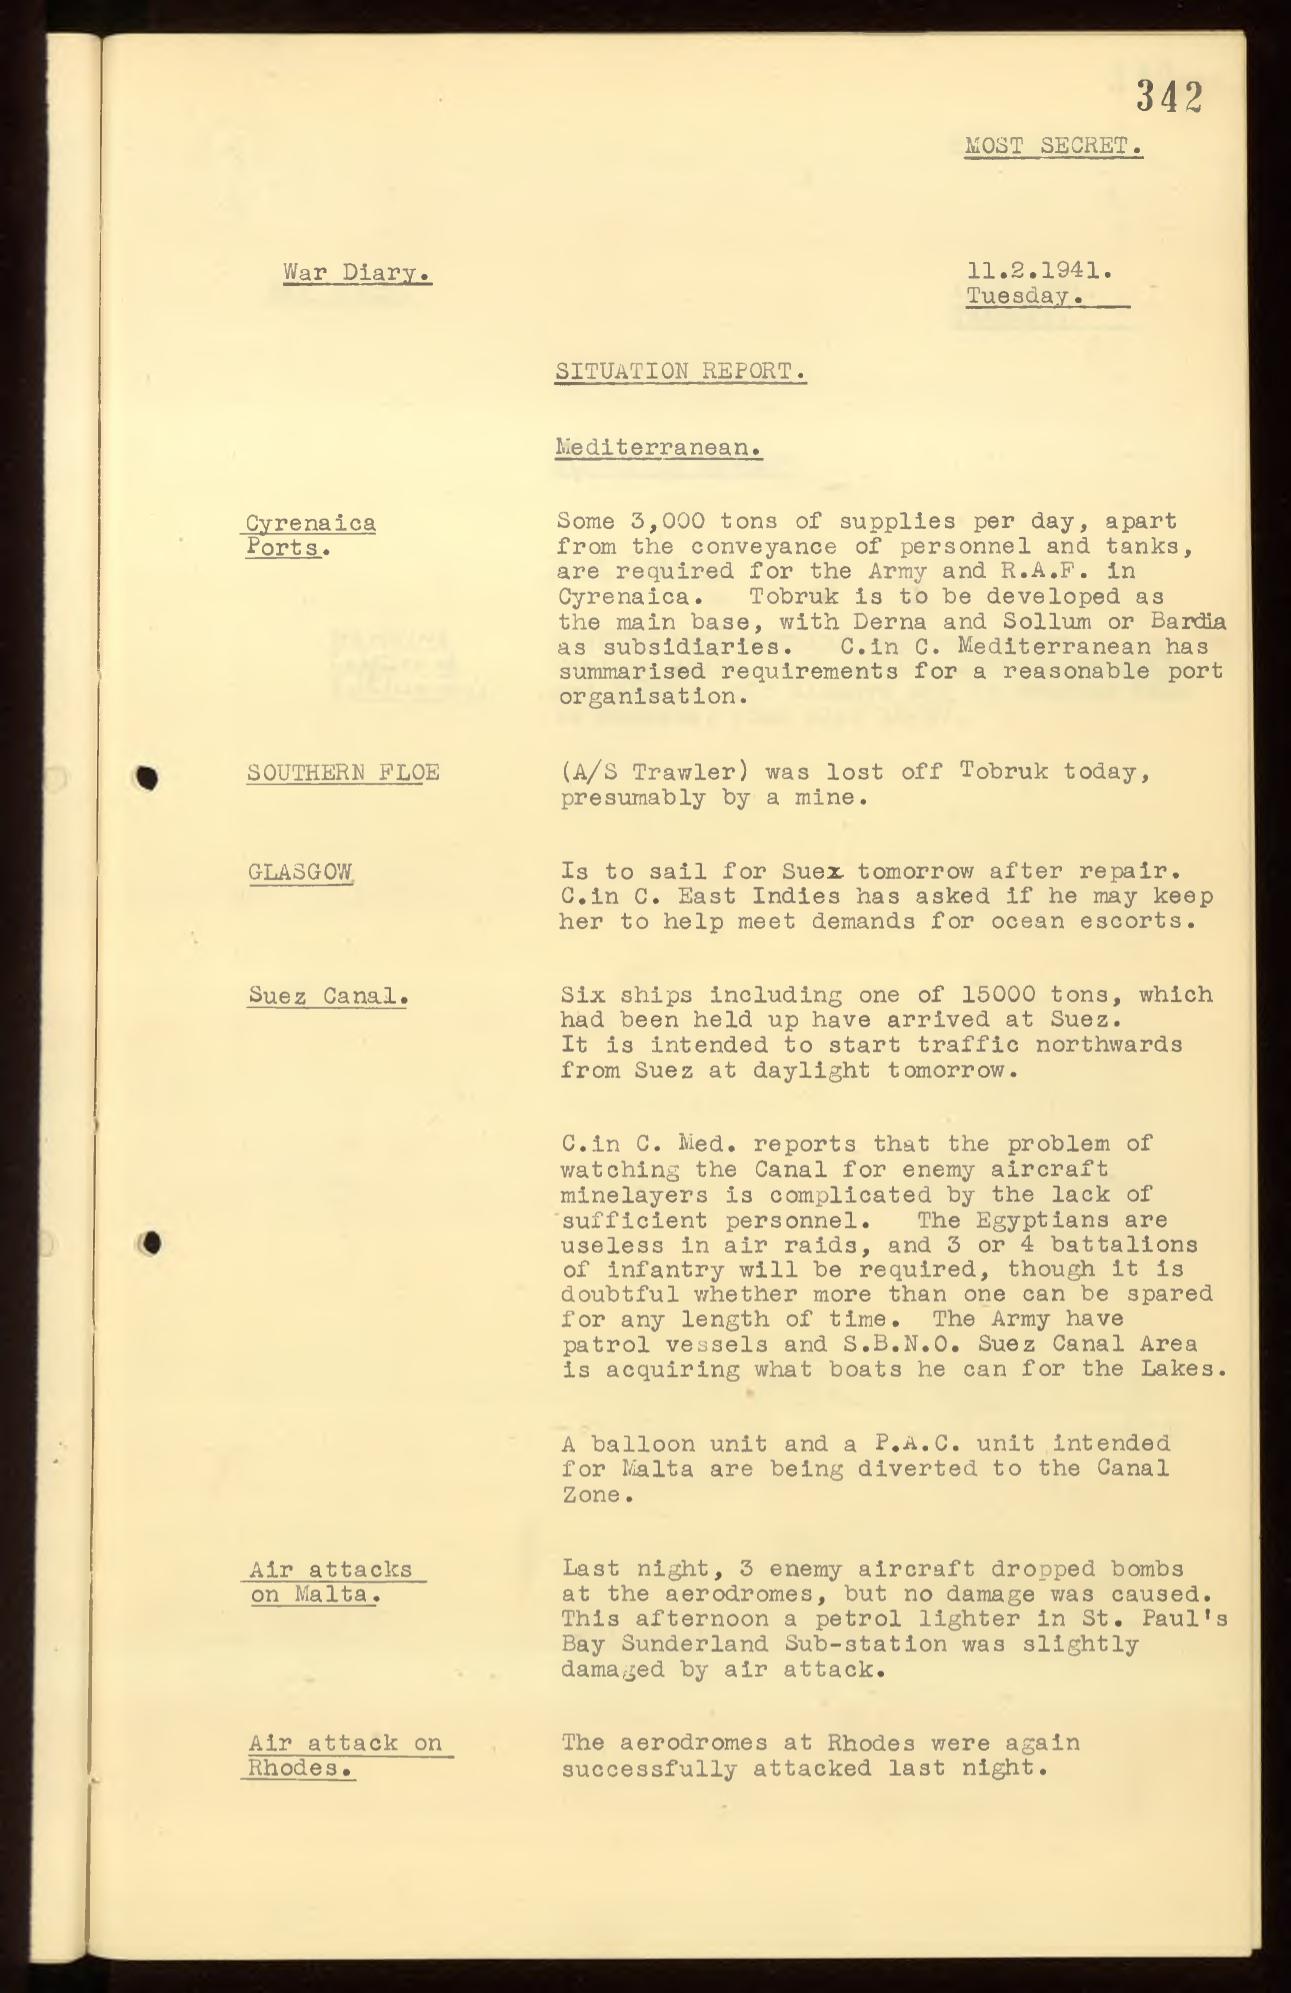 342
MOST SECRET.
War Diary.
11.2.1941.
Tuesday.
SITUATION REPORT.
Mediterranean.
Cyrenaica
Ports.
Some 3,000 tons of supplies per day, apart
from the conveyance of personnel and tanks,
are required for the Army and R.A.F. in
Cyrenaica. Tobruk is to be developed as
the main base, with Derna and Sollum or Bardia
as subsidiaries. C.in C. Mediterranean has
summarised requirements for a reasonable port
organisation.
SOUTHERN FLOE
(A/S Trawler) was lost off Tobruk today,
presumably by a mine.
GLASGOW
Is to sail for Suez tomorrow after repair.
C.in C. East Indies has asked if he may keep
her to help meet demands for ocean escorts.
Suez Canal.
Six ships including one of 15000 tons, which
had been held up have arrived at Suez.
It is intended to start traffic northwards
from Suez at daylight tomorrow.
C.in C. Med. reports that the problem of
watching the Canal for enemy aircraft
minelayers is complicated by the lack of
sufficient personnel. The Egyptians are
useless in air raids, and 3 or 4 battalions
of infantry will be required, though it is
doubtful whether more than one can be spared
for any length of time. The Army have
patrol vessels and S.B.N.O. Suez Canal Area
is acquiring what boats he can for the Lakes.
A balloon unit and a P.A.C. unit intended
for Malta are being diverted to the Canal
Zone.
Air attacks
on Malta.
Last night, 3 enemy aircraft dropped bombs
at the aerodromes, but no damage was caused.
This afternoon a petrol lighter in St. Paul's
Bay Sunderland Sub-station was slightly
damaged by air attack.
Air attack on
Rhodes.
The aerodromes at Rhodes were again
successfully attacked last night.